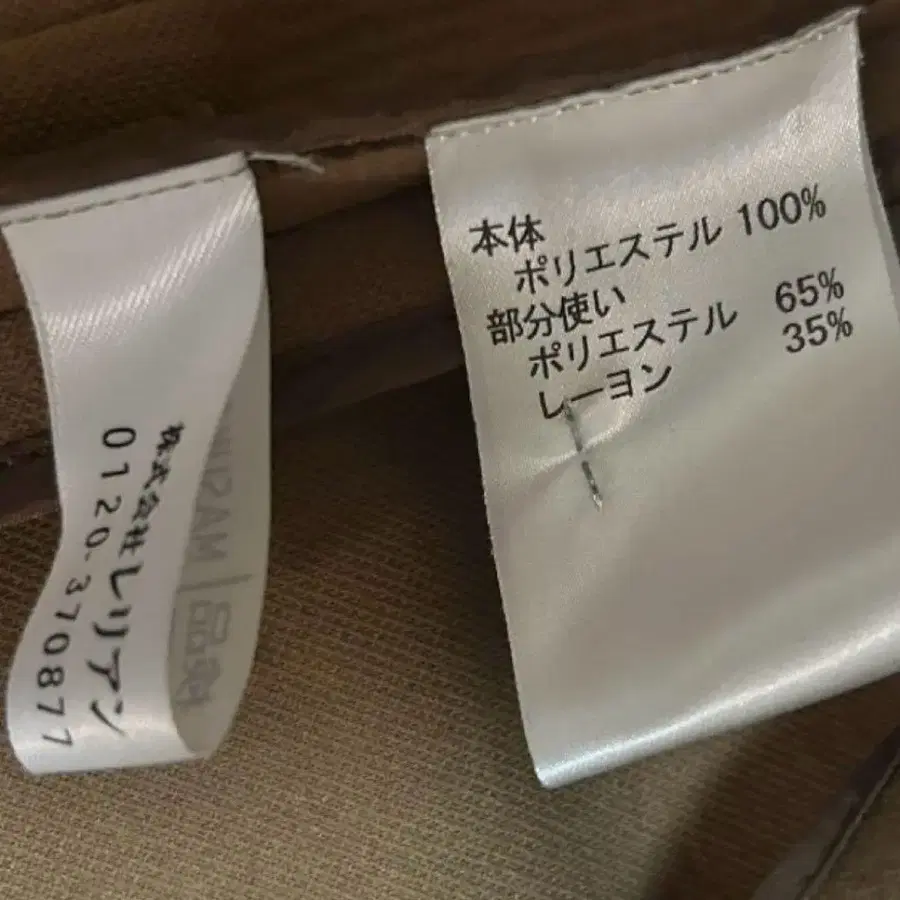 株式会社レリアン
0120-370877
本体
ポリエステル 100%
部分使い
ポリエステル 65%
レーヨン 35%